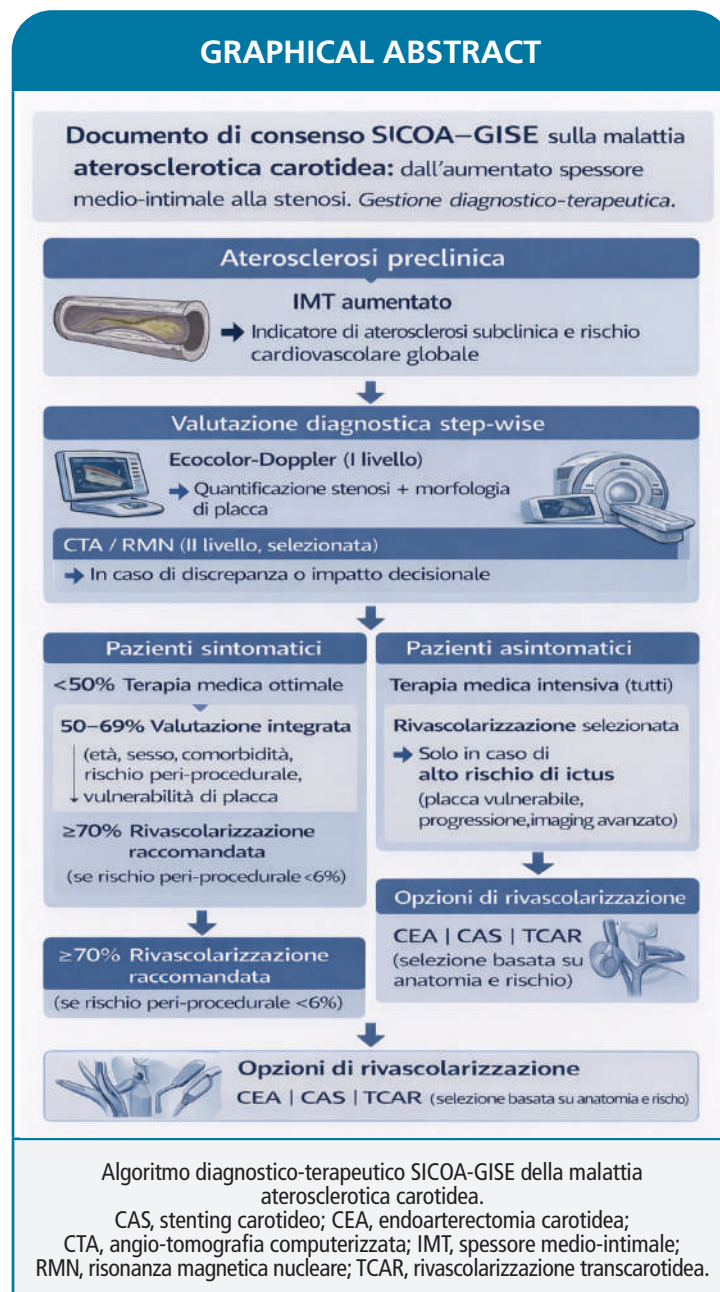 GRAPHICAL ABSTRACT
Documento di consenso SICOA–GISE sulla malattia
aterosclerotica carotidea: dall'aumentato spessore
medio-intimale alla stenosi. Gestione diagnostico-terapeutica.
Aterosclerosi preclinica
IMT aumentato
➔ Indicatore di aterosclerosi subclinica e rischio
cardiovascolare globale
Valutazione diagnostica step-wise
Ecocolor-Doppler (I livello)
➔ Quantificazione stenosi + morfologia
di placca
CTA / RMN (II livello, selezionata)
➔ In caso di discrepanza o impatto decisionale
Pazienti sintomatici
<50% Terapia medica ottimale
50–69% Valutazione integrata
(età, sesso, comorbidità,
rischio peri-procedurale,
vulnerabilità di placca
≥70% Rivascolarizzazione
raccomandata
(se rischio peri-procedurale <6%)
≥70% Rivascolarizzazione
raccomandata
(se rischio peri-procedurale <6%)
Pazienti asintomatici
Terapia medica intensiva (tutti)
Rivascolarizzazione selezionata
➔ Solo in caso di
alto rischio di ictus
(placca vulnerabile,
progressione,imaging avanzato)
Opzioni di rivascolarizzazione
CEA | CAS | TCAR
(selezione basata su
anatomia e rischio)
Opzioni di rivascolarizzazione
CEA | CAS | TCAR (selezione basata su anatomia e rischo)
Algoritmo diagnostico-terapeutico SICOA-GISE della malattia
aterosclerotica carotidea.
CAS, stenting carotideo; CEA, endoarterectomia carotidea;
CTA, angio-tomografia computerizzata; IMT, spessore medio-intimale;
RMN, risonanza magnetica nucleare; TCAR, rivascolarizzazione transcarotidea.